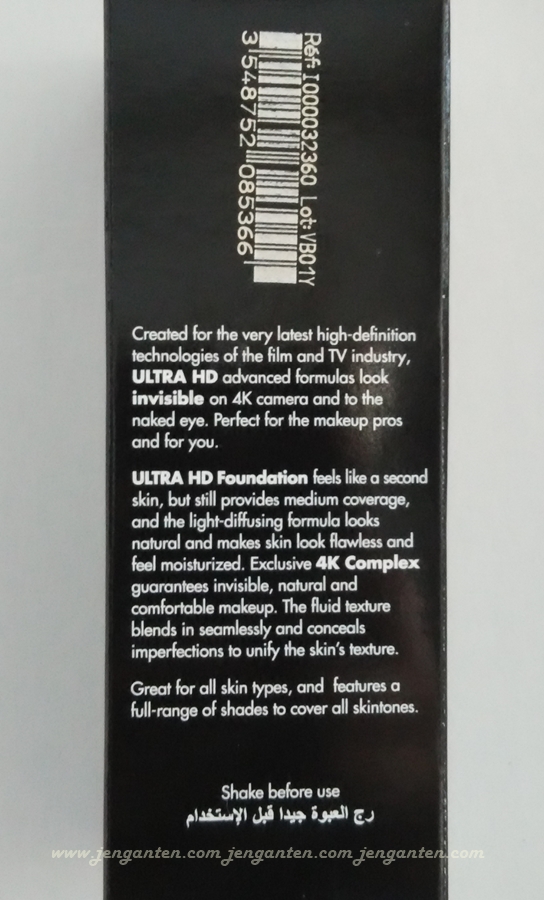 Réf: I000032360 Lot: VB01Y
3 548752 085366
Created for the very latest high-definition
technologies of the film and TV industry,
ULTRA HD advanced formulas look
invisible on 4K camera and to the
naked eye. Perfect for the makeup pros
and for you.
ULTRA HD Foundation feels like a second
skin, but still provides medium coverage,
and the light-diffusing formula looks
natural and makes skin look flawless and
feel moisturized. Exclusive 4K Complex
guarantees invisible, natural and
comfortable makeup. The fluid texture
blends in seamlessly and conceals
imperfections to unify the skin's texture.
Great for all skin types, and features a
full-range of shades to cover all skintones.
Shake before use
رج العبوة جيدا قبل الإستخدام
www.jenganten.com jenganten.com jenganten.com